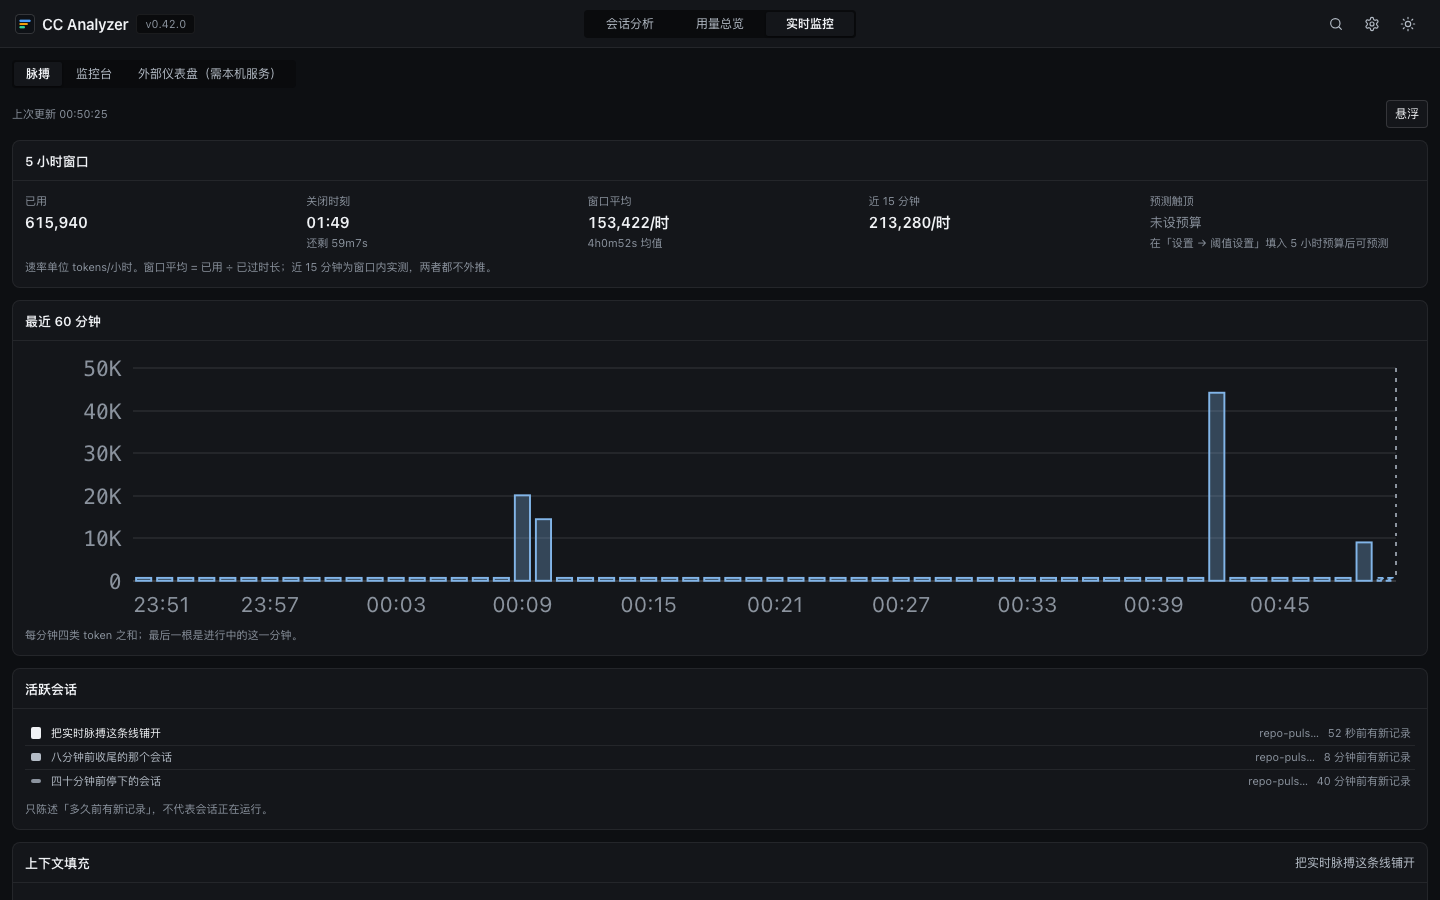 CC Analyzer v0.42.0 会话分析 用量总览 实时监控
脉搏 监控台 外部仪表盘（需本机服务）
上次更新 00:50:25 悬浮
5 小时窗口
已用 关闭时刻 窗口平均 近 15 分钟 预测触顶
615,940 01:49 153,422/时 213,280/时 未设预算
还剩 59m7s 4h0m52s 均值 在「设置 → 阈值设置」填入 5 小时预算后可预测
速率单位 tokens/小时。窗口平均 = 已用 ÷ 已过时长；近 15 分钟为窗口内实测，两者都不外推。
最近 60 分钟
50K
40K
30K
20K
10K
0
23:51 23:57 00:03 00:09 00:15 00:21 00:27 00:33 00:39 00:45
每分钟四类 token 之和；最后一根是进行中的这一分钟。
活跃会话
把实时脉搏这条线铺开 repo-puls... 52 秒前有新记录
八分钟前收尾的那个会话 repo-puls... 8 分钟前有新记录
四十分钟前停下的会话 repo-puls... 40 分钟前有新记录
只陈述「多久前有新记录」，不代表会话正在运行。
上下文填充 把实时脉搏这条线铺开